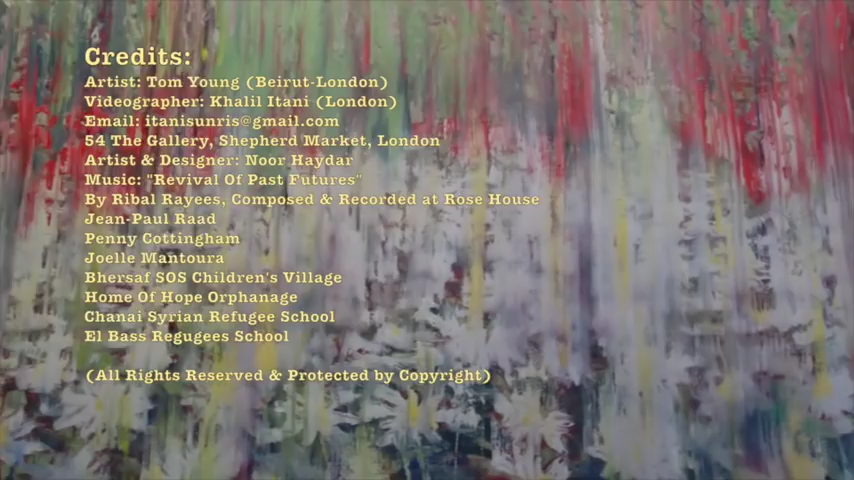 Credits:
Artist: Tom Young (Beirut-London)
Videographer: Khalil Itani (London)
Email: itanisunris@gmail.com
54 The Gallery, Shepherd Market, London
Artist & Designer: Noor Haydar
Music: "Revival Of Past Futures"
By Ribal Rayees, Composed & Recorded at Rose House
Jean-Paul Raad
Penny Cottingham
Joelle Mantoura
Bhersaf SOS Children's Village
Home Of Hope Orphanage
Chanai Syrian Refugee School
El Bass Regugees School
(All Rights Reserved & Protected by Copyright)